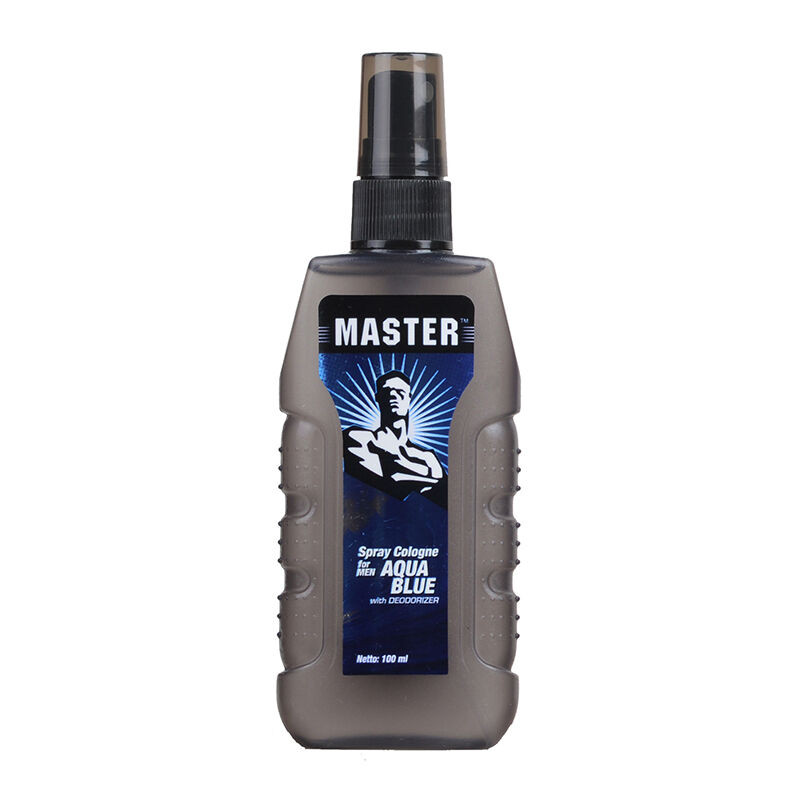 MASTER™
Spray Cologne
for MEN AQUA
BLUE
with DEODORIZER
Netto: 100 ml